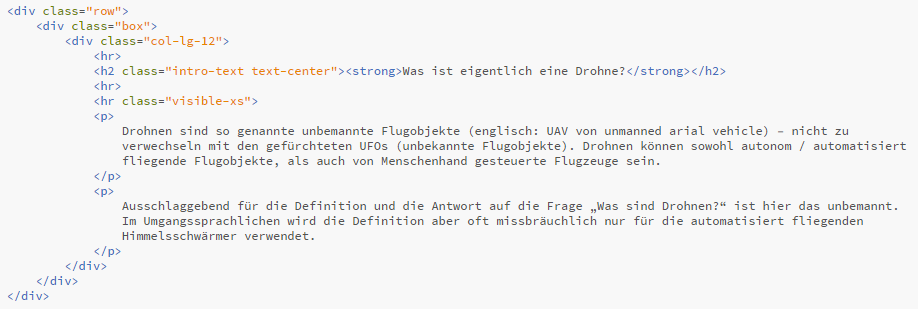 <div class="row">
<div class="box">
<div class="col-lg-12">
<hr>
<h2 class="intro-text text-center"><strong>Was ist eigentlich eine Drohne?</strong></h2>
<hr>
<hr class="visible-xs">
<p>
Drohnen sind so genannte unbemannte Flugobjekte (englisch: UAV von unmanned arial vehicle) – nicht zu
verwechseln mit den gefürchteten UFOs (unbekannte Flugobjekte). Drohnen können sowohl autonom / automatisiert
fliegende Flugobjekte, als auch von Menschenhand gesteuerte Flugzeuge sein.
</p>
<p>
Ausschlaggebend für die Definition und die Antwort auf die Frage „Was sind Drohnen?“ ist hier das unbemannt.
Im Umgangssprachlichen wird die Definition aber oft missbräuchlich nur für die automatisiert fliegenden
Himmelsschwärmer verwendet.
</p>
</div>
</div>
</div>